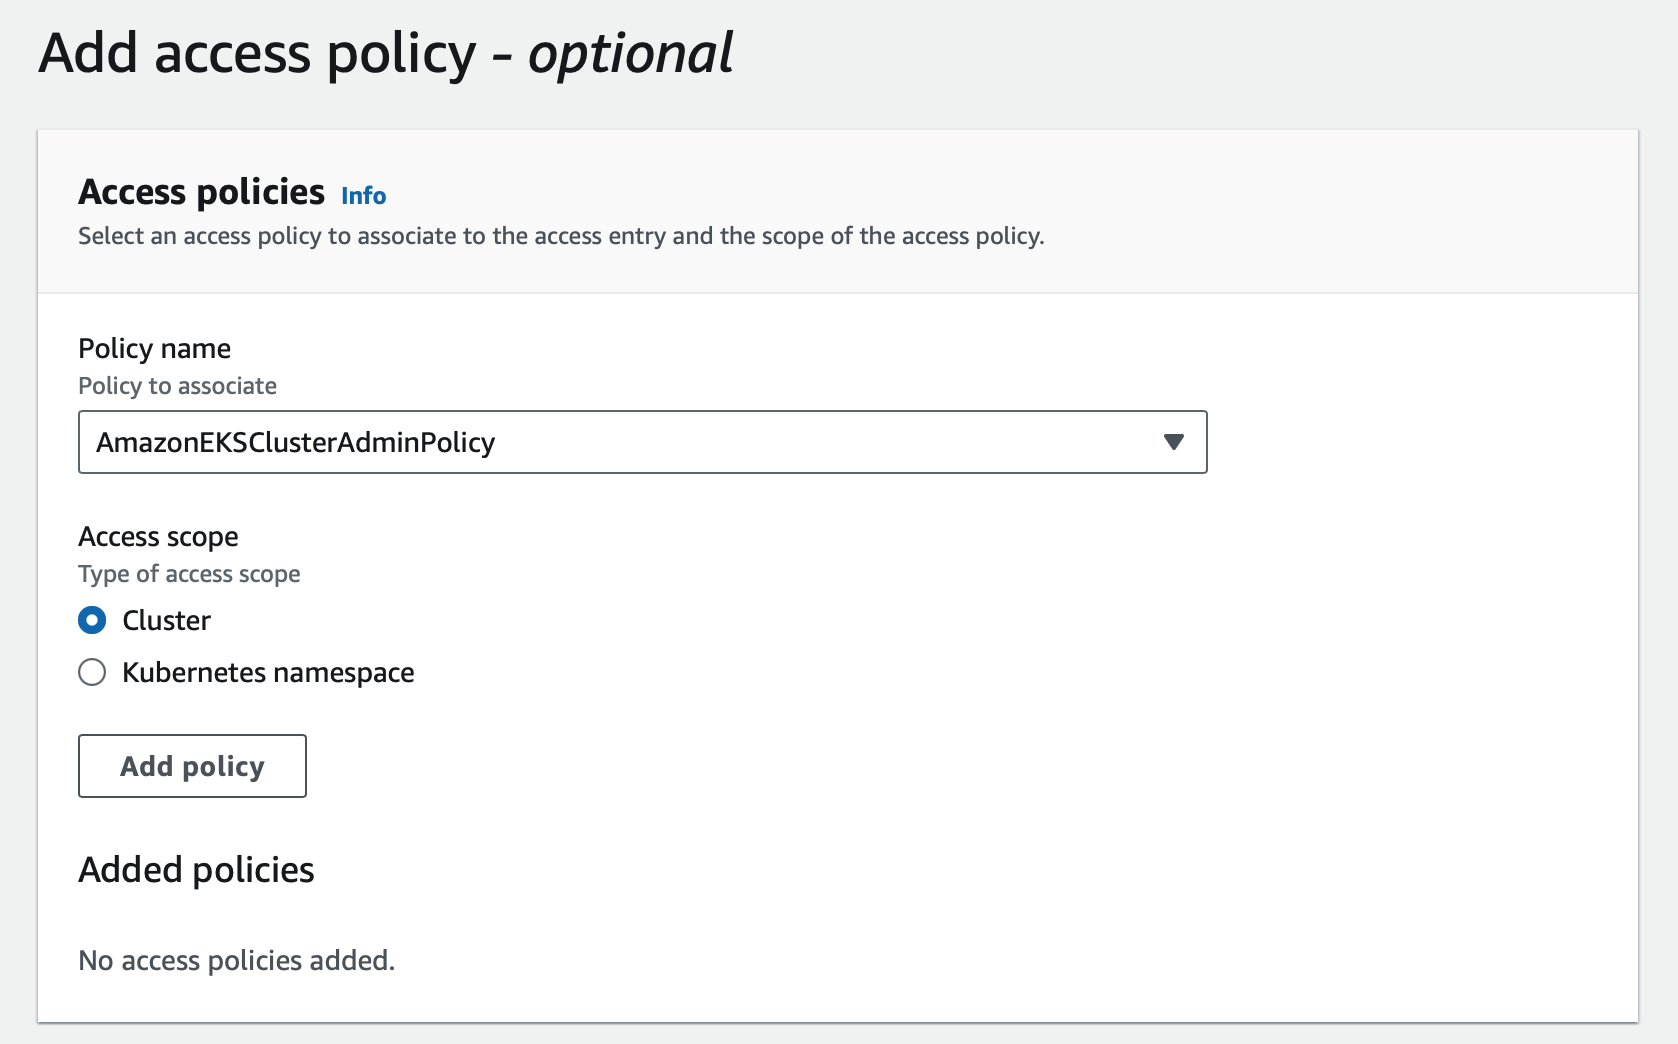 Add access policy - optional
Access policies Info
Select an access policy to associate to the access entry and the scope of the access policy.
Policy name
Policy to associate
AmazonEKSClusterAdminPolicy
Access scope
Type of access scope
Cluster
Kubernetes namespace
Add policy
Added policies
No access policies added.